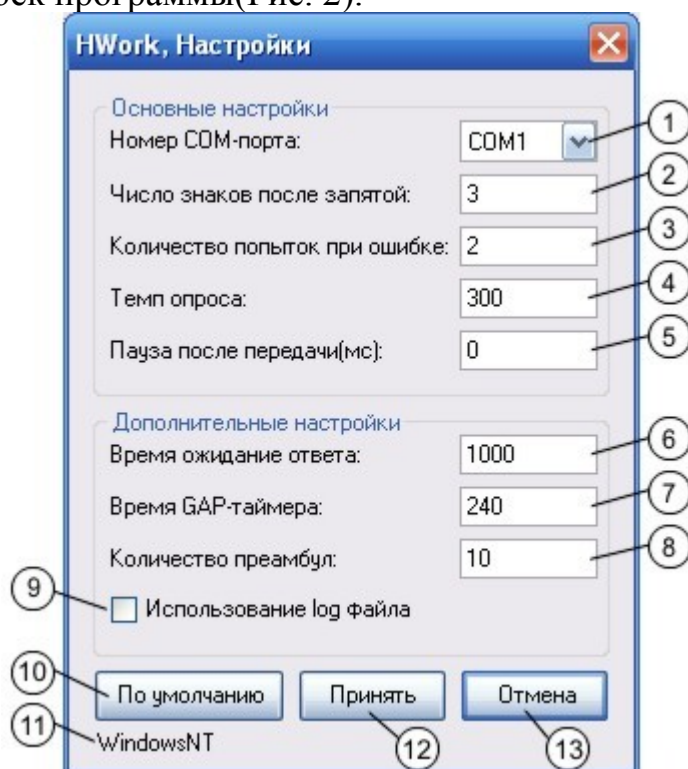 оск программы(Рис. 2).
HWork, Настройки
Основные настройки
Номер COM-порта: COM1 1
Число знаков после запятой: 3 2
Количество попыток при ошибке: 2 3
Темп опроса: 300 4
Пауза после передачи(мс): 0 5
Дополнительные настройки
Время ожидание ответа: 1000 6
Время GAP-таймера: 240 7
Количество преамбул: 10 8
9 Использование log файла
10 По умолчанию Принять Отмена
11 WindowsNT 12 13